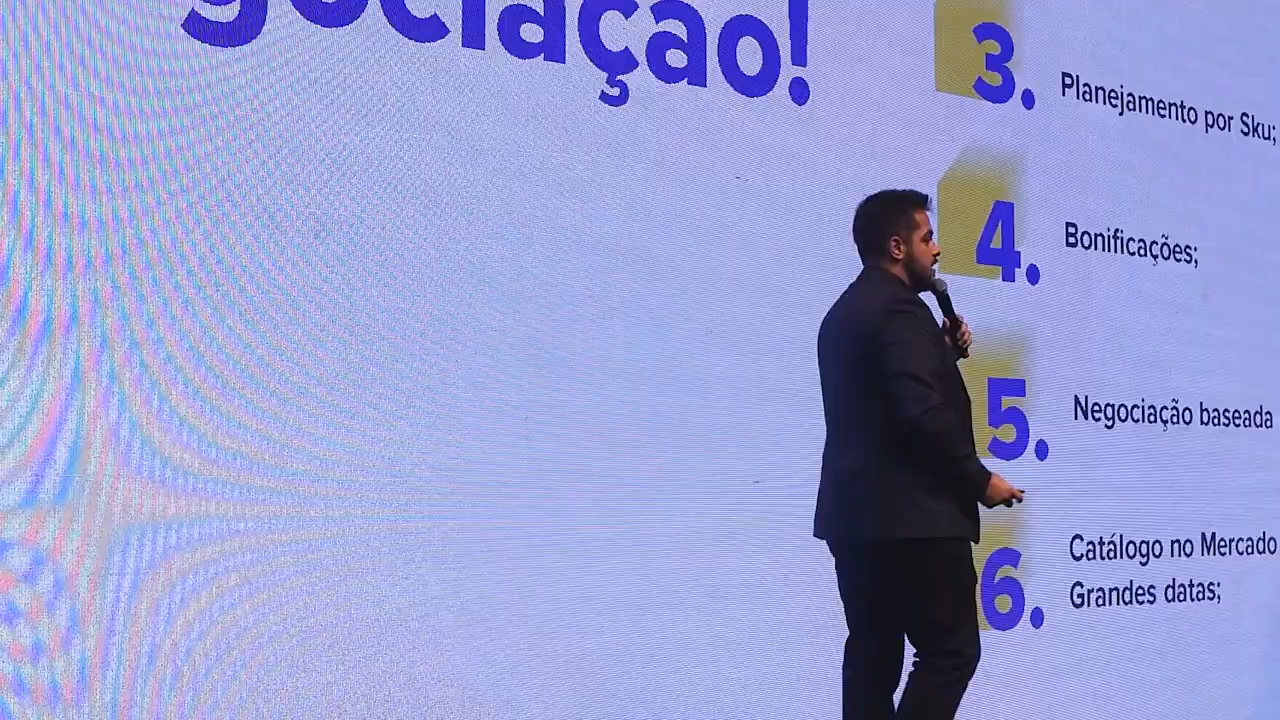 gociação!
3. Planejamento por Sku;
4. Bonificações;
5. Negociação baseada
6. Catálogo no Mercado
Grandes datas;